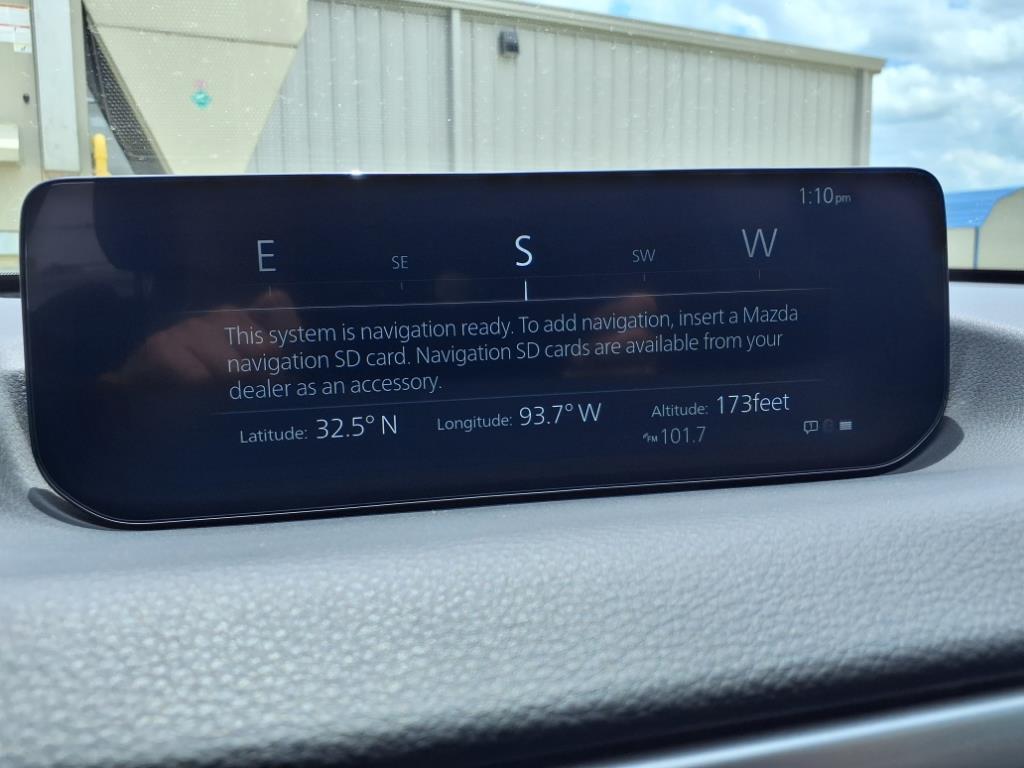 1:10pm
E SE S SW W
This system is navigation ready. To add navigation, insert a Mazda
navigation SD card. Navigation SD cards are available from your
dealer as an accessory.
Latitude: 32.5° N Longitude: 93.7° W Altitude: 173feet
FM 101.7